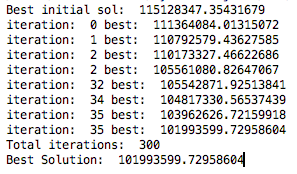 Best initial sol:  115128347.35431679
iteration:  0 best:  111364084.01315072
iteration:  1 best:  110792579.43627585
iteration:  2 best:  110173327.46622686
iteration:  2 best:  105561080.82647067
iteration:  32 best:  105542871.92513841
iteration:  34 best:  104817330.56537439
iteration:  35 best:  103962626.72159918
iteration:  35 best:  101993599.72958604
Total iterations:  300
Best Solution:  101993599.72958604